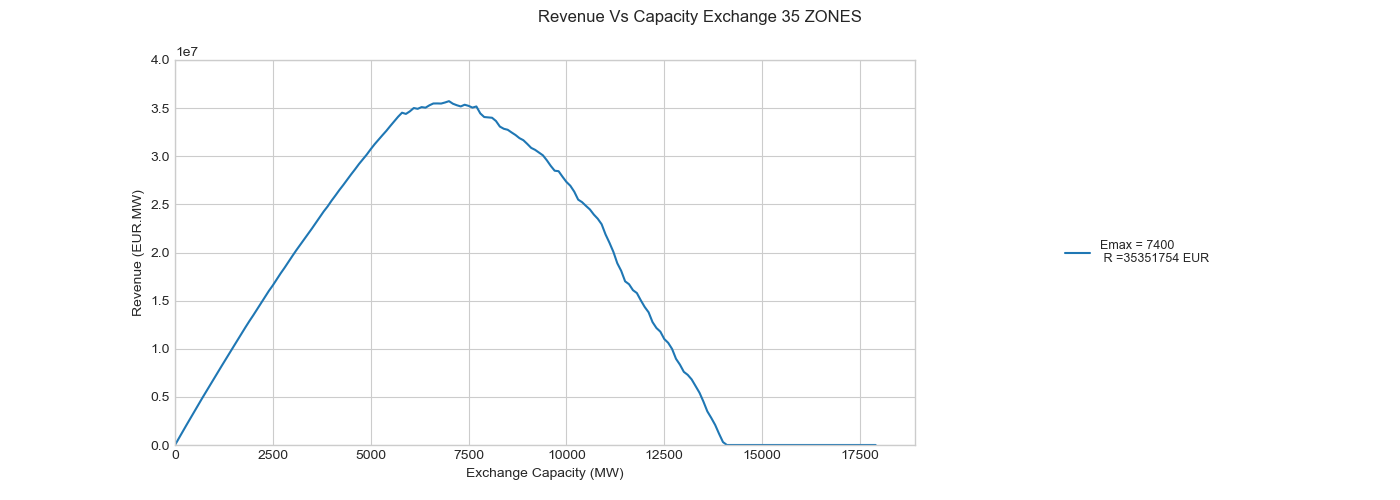 Revenue Vs Capacity Exchange 35 ZONES
1e7
4.0
3.5
3.0
2.5
2.0
1.5
1.0
0.5
0.0
Revenue (EUR.MW)
0 2500 5000 7500 10000 12500 15000 17500
Exchange Capacity (MW)
Emax = 7400
R =35351754 EUR